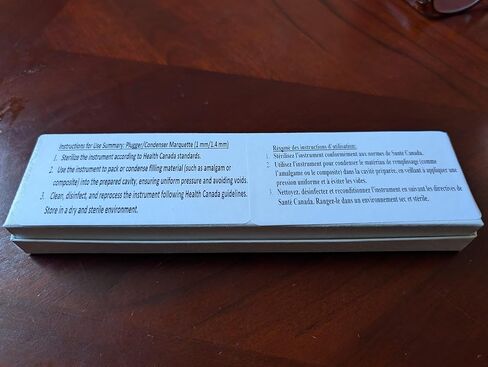 Instructions for Use Summary: Plugger/Condenser Marquette (1 mm/1.4 mm)
1. Sterilize the instrument according to Health Canada standards.
2. Use the instrument to pack or condense filling material (such as amalgam or
composite) into the prepared cavity, ensuring uniform pressure and avoiding voids.
3. Clean, disinfect, and reprocess the instrument following Health Canada guidelines.
Store in a dry and sterile environment.
Résumé des instructions d'utilisation:
1. Stérilisez l'instrument conformément aux normes de Santé Canada.
2. Utilisez l'instrument pour condenser le matériau de remplissage (comme
l'amalgame ou le composite) dans la cavité préparée, en veillant à appliquer une
pression uniforme et à éviter les vides.
3. Nettoyez, désinfectez et reconditionnez l'instrument en suivant les directives de
Santé Canada. Rangez-le dans un environnement sec et stérile.